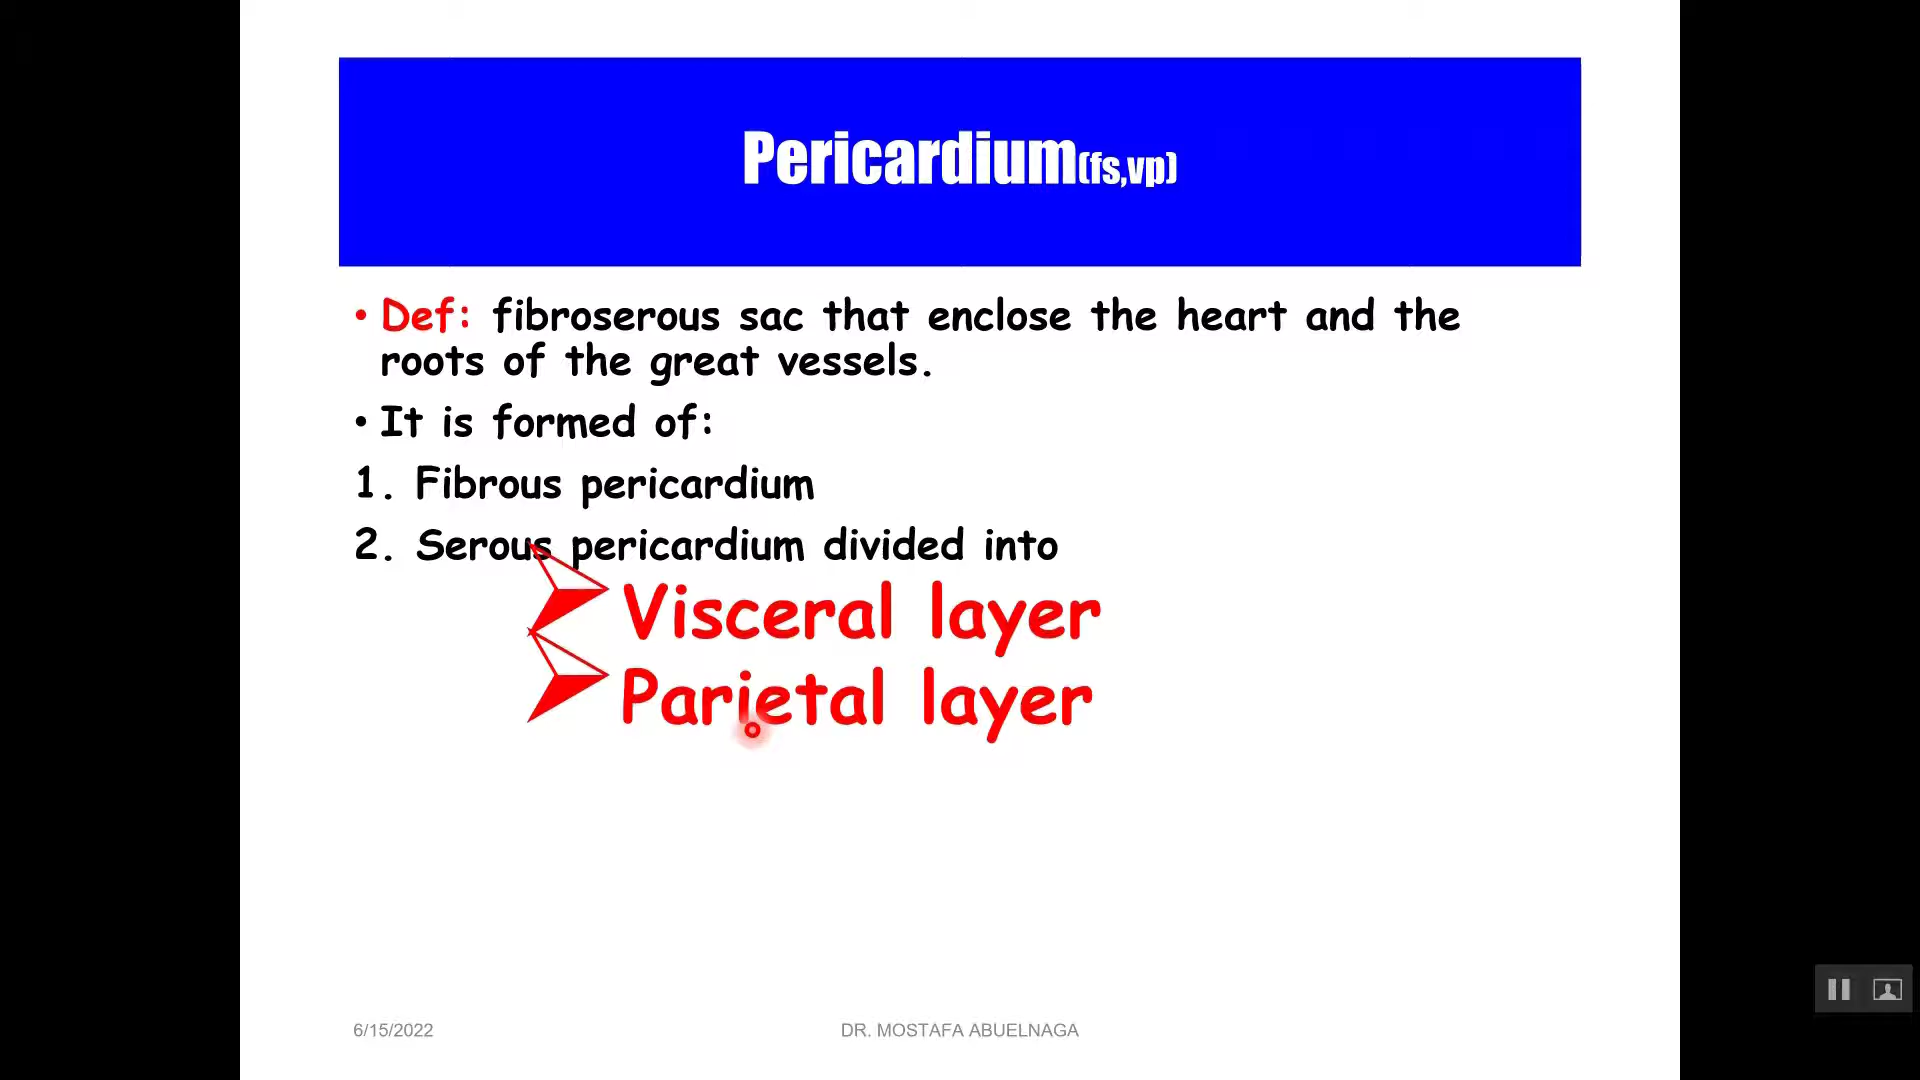 Pericardium(fs,vp)
• Def: fibroserous sac that enclose the heart and the
roots of the great vessels.
• It is formed of:
1. Fibrous pericardium
2. Serous pericardium divided into
Visceral layer
Parietal layer
6/15/2022
DR. MOSTAFA ABUELNAGA